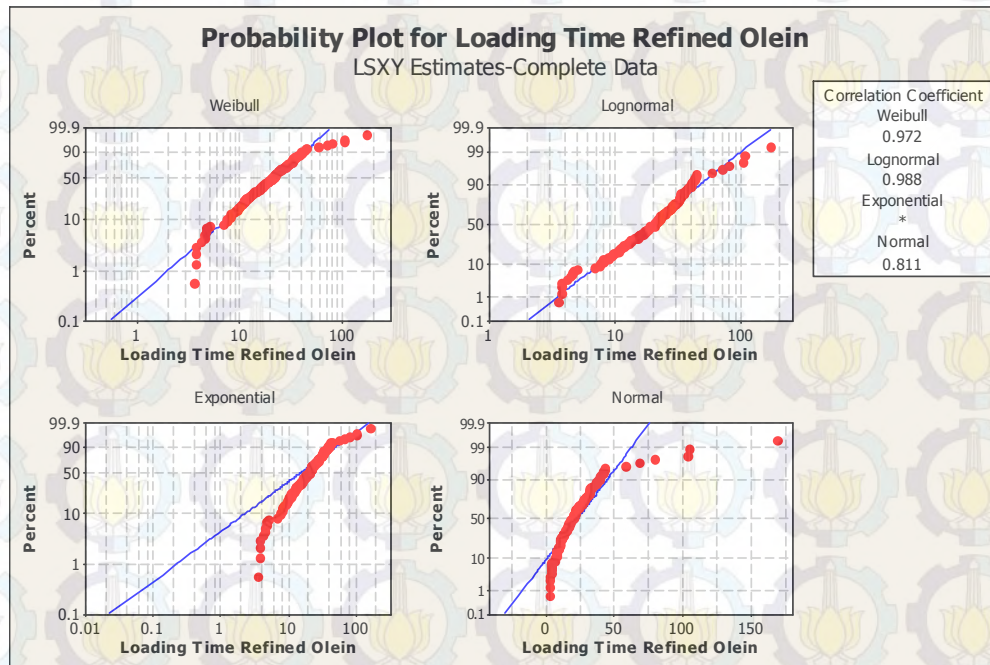 Probability Plot for Loading Time Refined Olein
LSXY Estimates-Complete Data
Weibull
99.9
90
50
10
1
0.1
Percent
1 10 100
Loading Time Refined Olein
Lognormal
99.9
99
90
50
10
1
0.1
Percent
1 10 100
Loading Time Refined Olein
Correlation Coefficient
Weibull
0.972
Lognormal
0.988
Exponential
*
Normal
0.811
Exponential
99.9
90
50
10
1
0.1
Percent
0.01 0.1 1 10 100
Loading Time Refined Olein
Normal
99.9
99
90
50
10
1
0.1
Percent
0 50 100 150
Loading Time Refined Olein